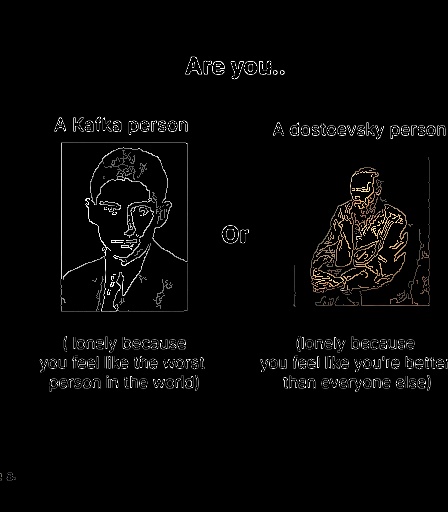 Are you..
A Kafka person
A dostoevsky person
Or
( lonely because
you feel like the worst
person in the world)
(lonely because
you feel like you're better
than everyone else)